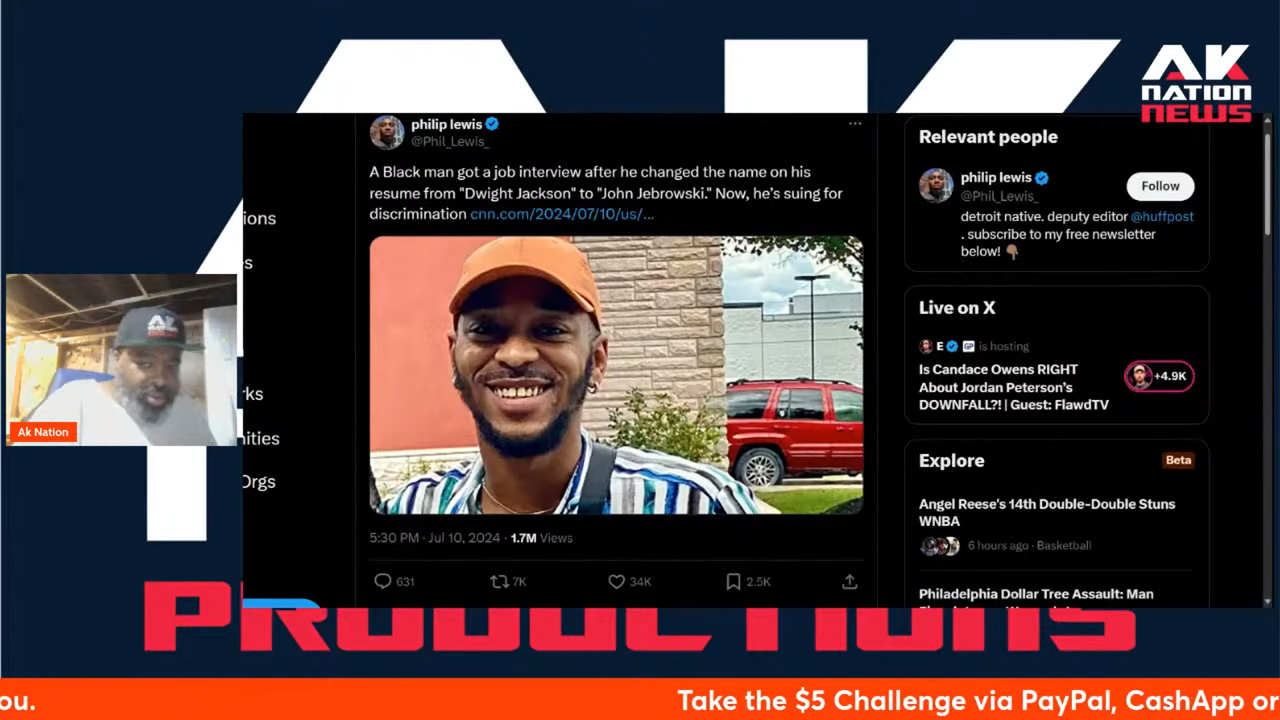 AK
NATION
NEWS
philip lewis
@Phil_Lewis_
A Black man got a job interview after he changed the name on his
resume from "Dwight Jackson" to "John Jebrowski." Now, he's suing for
discrimination cnn.com/2024/07/10/us/...
5:30 PM · Jul 10, 2024 · 1.7M Views
631
7K
34K
2.5K
Relevant people
philip lewis
@Phil_Lewis_
Follow
detroit native. deputy editor @huffpost
. subscribe to my free newsletter
below!
Live on X
E GP is hosting
Is Candace Owens RIGHT
About Jordan Peterson's
DOWNFALL?! | Guest: FlawdTV
+4.9K
Explore
Beta
Angel Reese's 14th Double-Double Stuns
WNBA
6 hours ago · Basketball
Philadelphia Dollar Tree Assault: Man
ions
s
rks
ities
Orgs
AK
Ak Nation
PRODUCTIONS
ou.
Take the $5 Challenge via PayPal, CashApp or